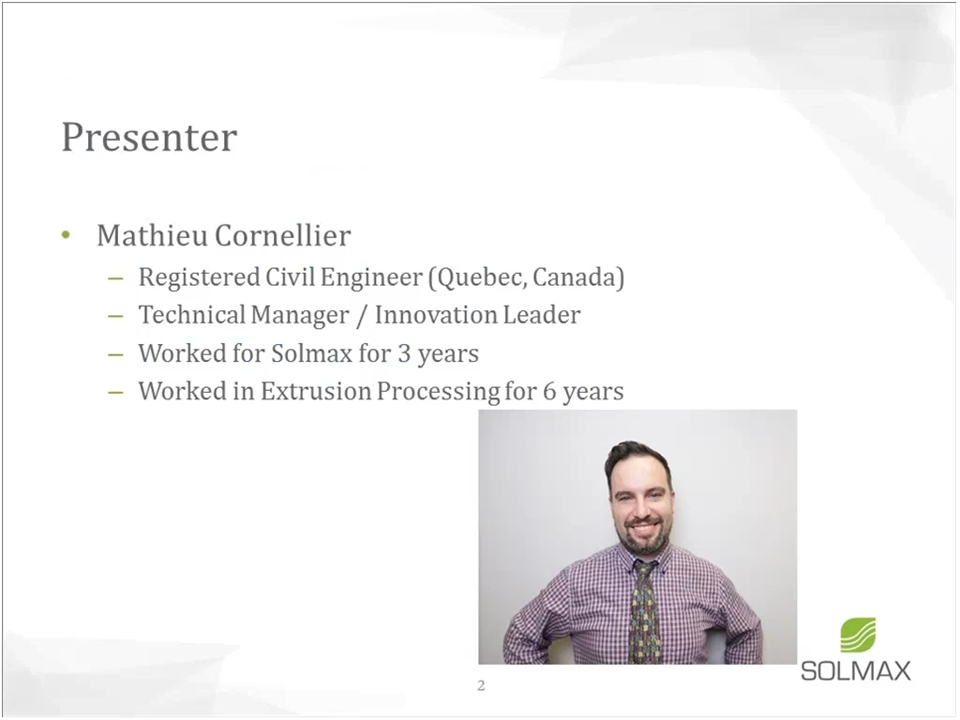 Presenter
• Mathieu Cornellier
– Registered Civil Engineer (Quebec, Canada)
– Technical Manager / Innovation Leader
– Worked for Solmax for 3 years
– Worked in Extrusion Processing for 6 years
SOLMAX
2